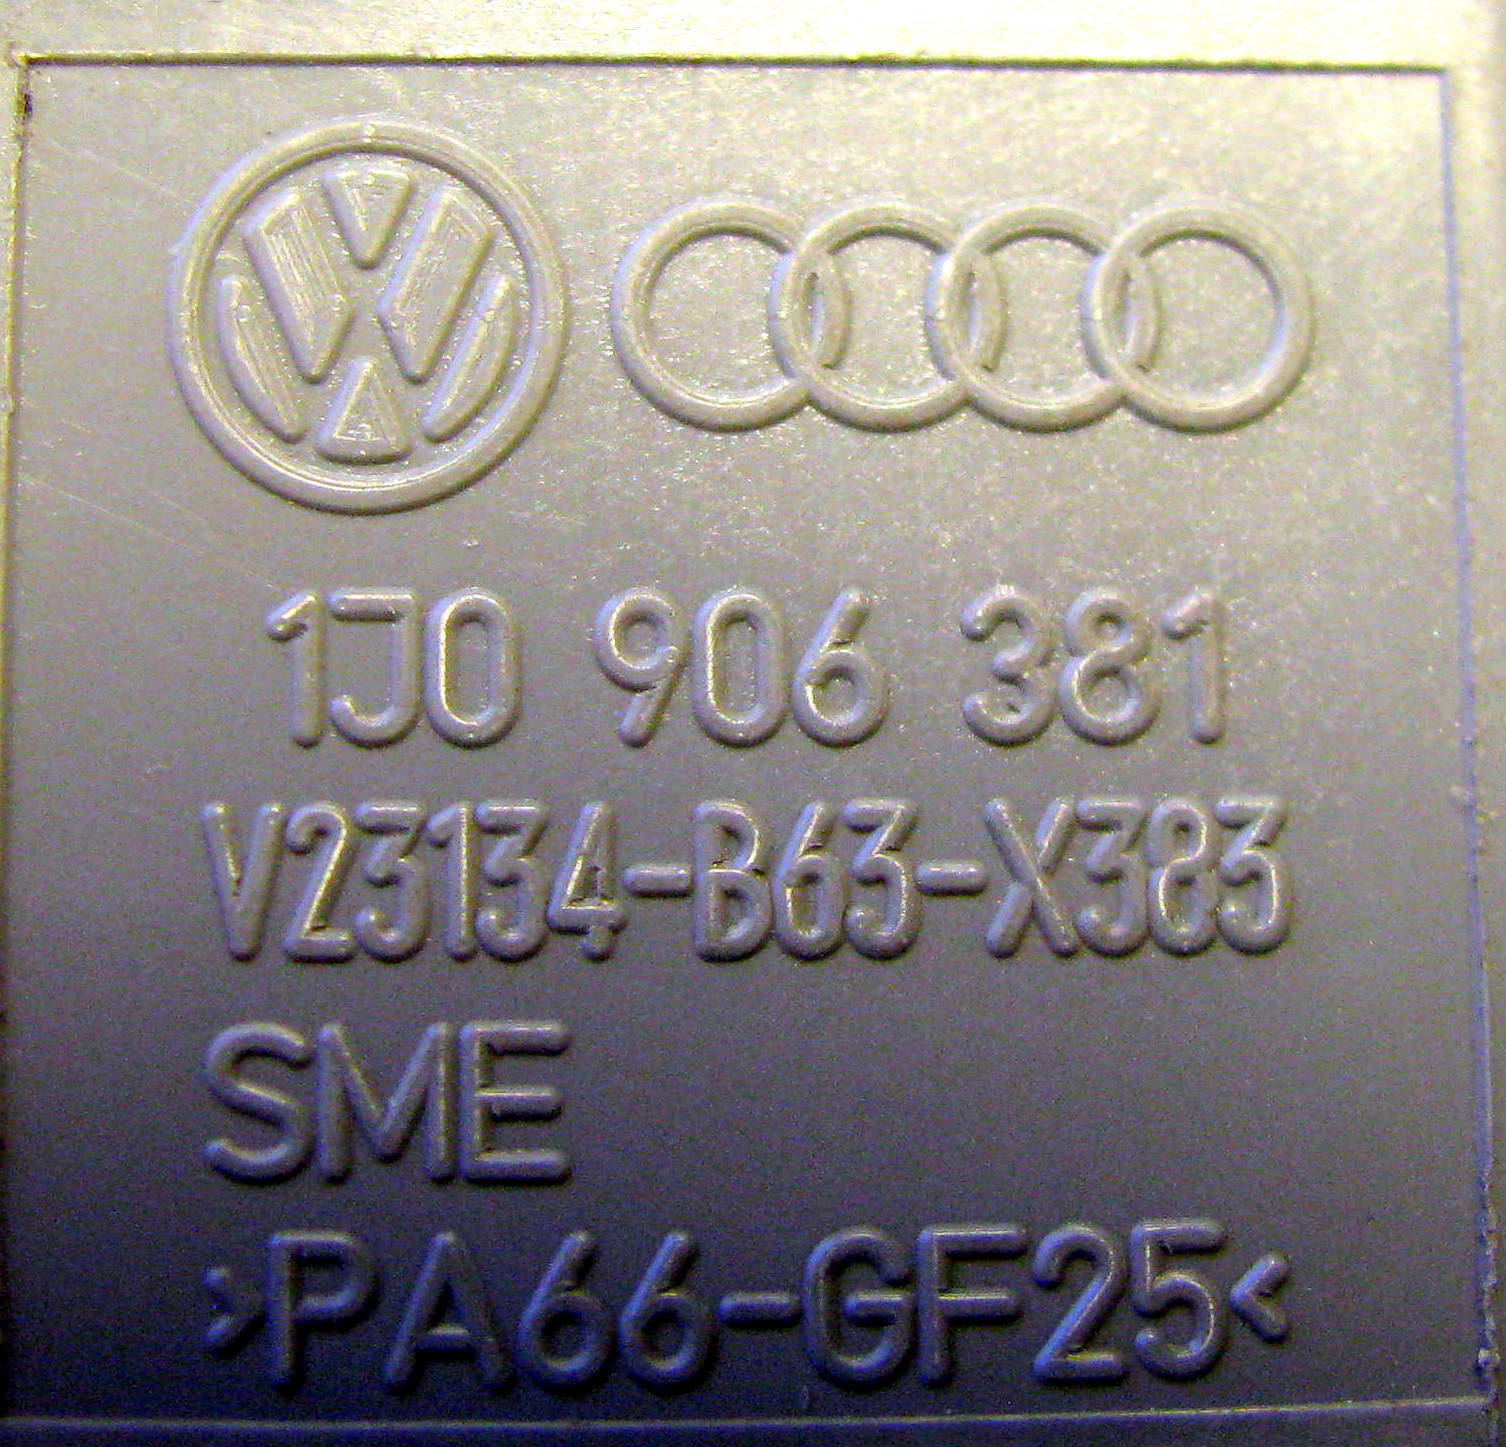 1J0 906 381
V23134-B63-X383
SME
>PA66-GF25<